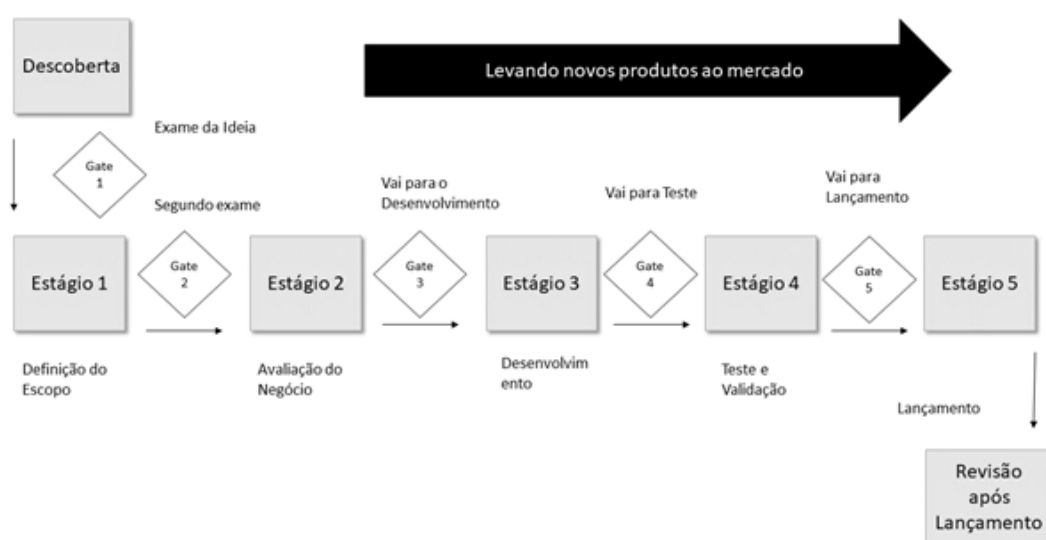 Descoberta
Levando novos produtos ao mercado
Exame da Ideia
Gate
1
Segundo exame
Vai para o
Desenvolvimento
Vai para Teste
Vai para
Lançamento
Estágio 1
Gate
2
Estágio 2
Gate
3
Estágio 3
Gate
4
Estágio 4
Gate
5
Estágio 5
Definição do
Escopo
Avaliação do
Negócio
Desenvolvim
ento
Teste e
Validação
Lançamento
Revisão
após
Lançamento